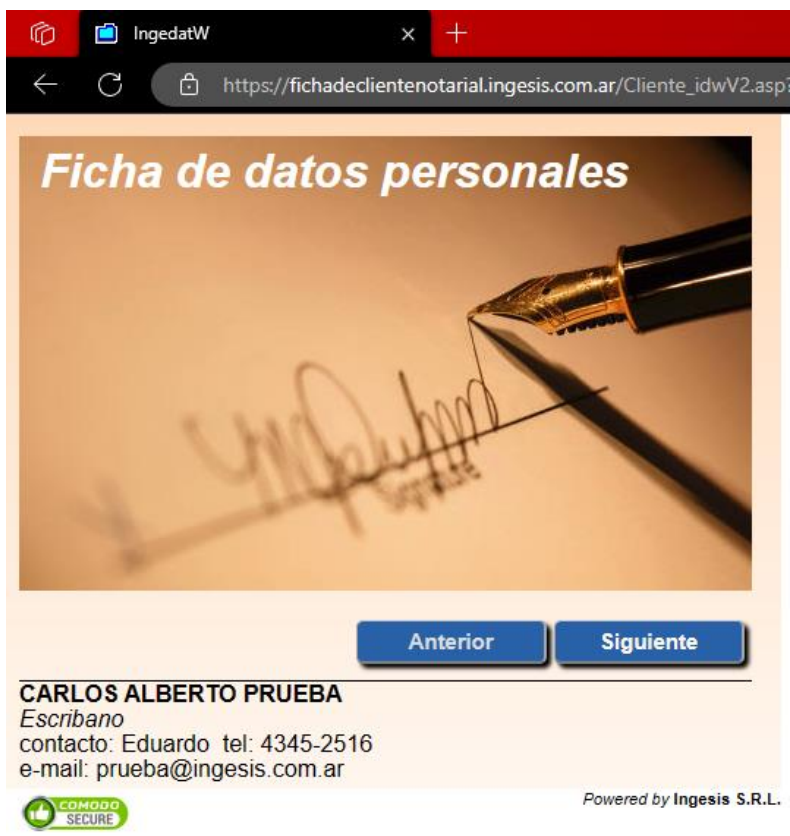 IngedatW
https://fichadeclientenotarial.ingesis.com.ar/Cliente_idwV2.asp?
Ficha de datos personales
Signature
Anterior Siguiente
CARLOS ALBERTO PRUEBA
Escribano
contacto: Eduardo tel: 4345-2516
e-mail: prueba@ingesis.com.ar
Powered by Ingesis S.R.L.
COMODO
SECURE